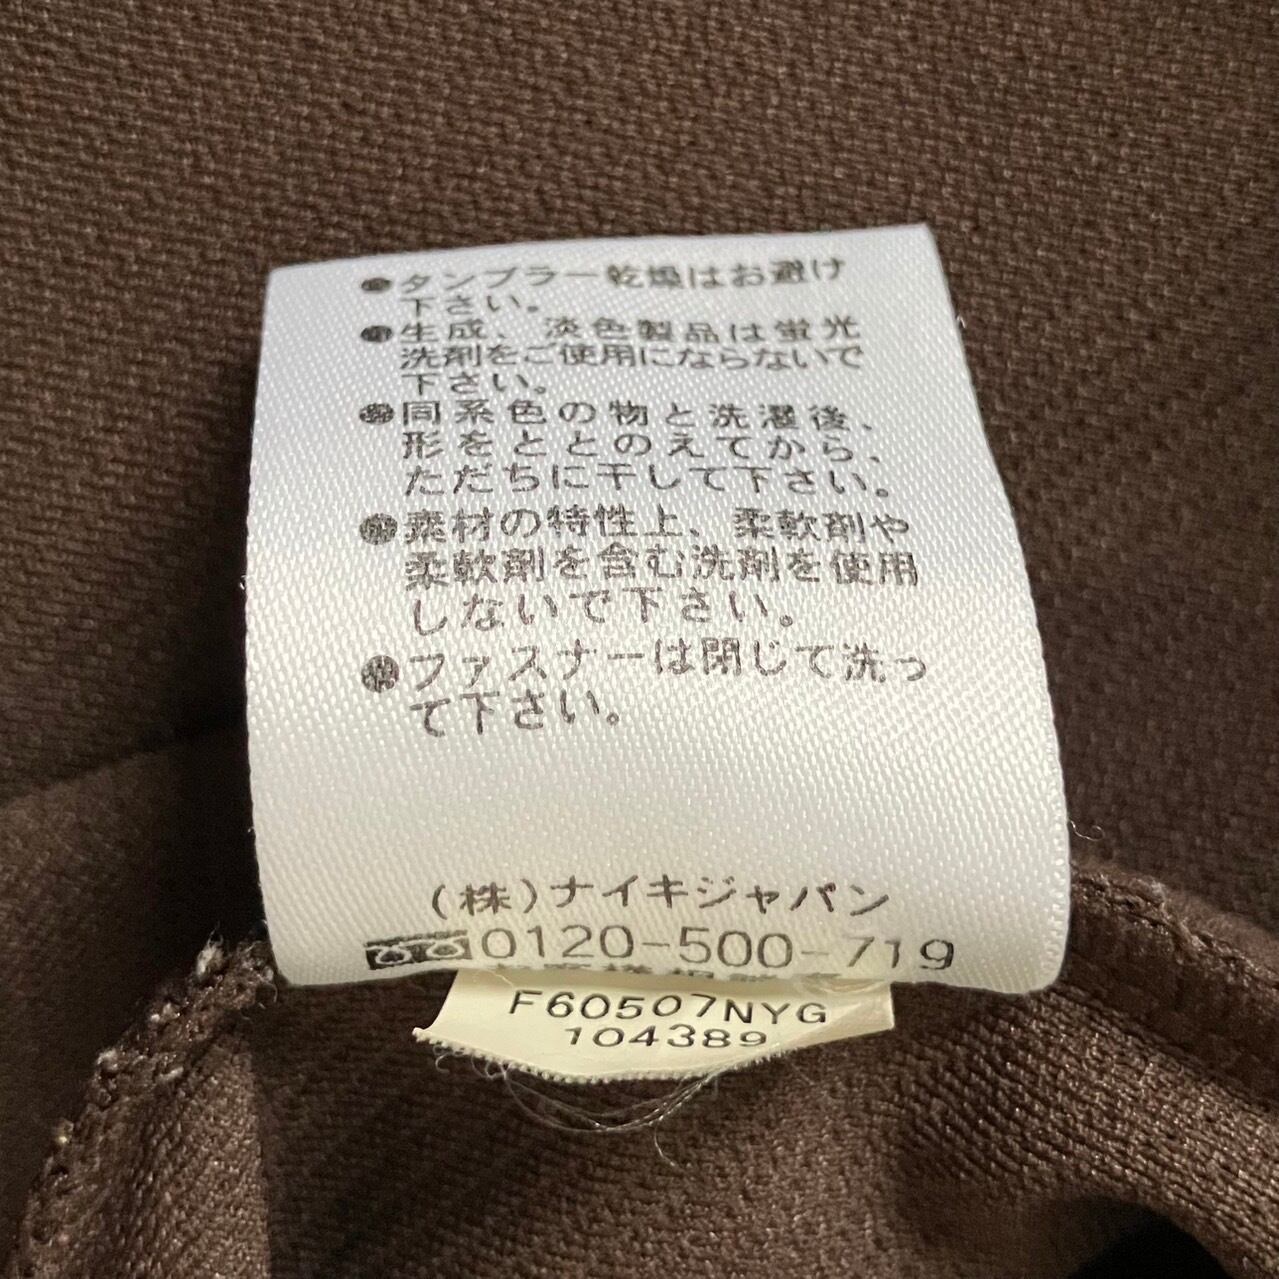 ●タンブラー乾燥はお避け
下さい。
●生成、淡色製品は蛍光
洗剤をご使用にならないで
下さい。
●同系色の物と洗濯後、
形をととのえてから、
ただちに干して下さい。
●素材の特性上、柔軟剤や
柔軟剤を含む洗剤を使用
しないで下さい。
●ファスナーは閉じて洗っ
て下さい。
(株)ナイキジャパン
0120-500-719
F60507NYG
104389